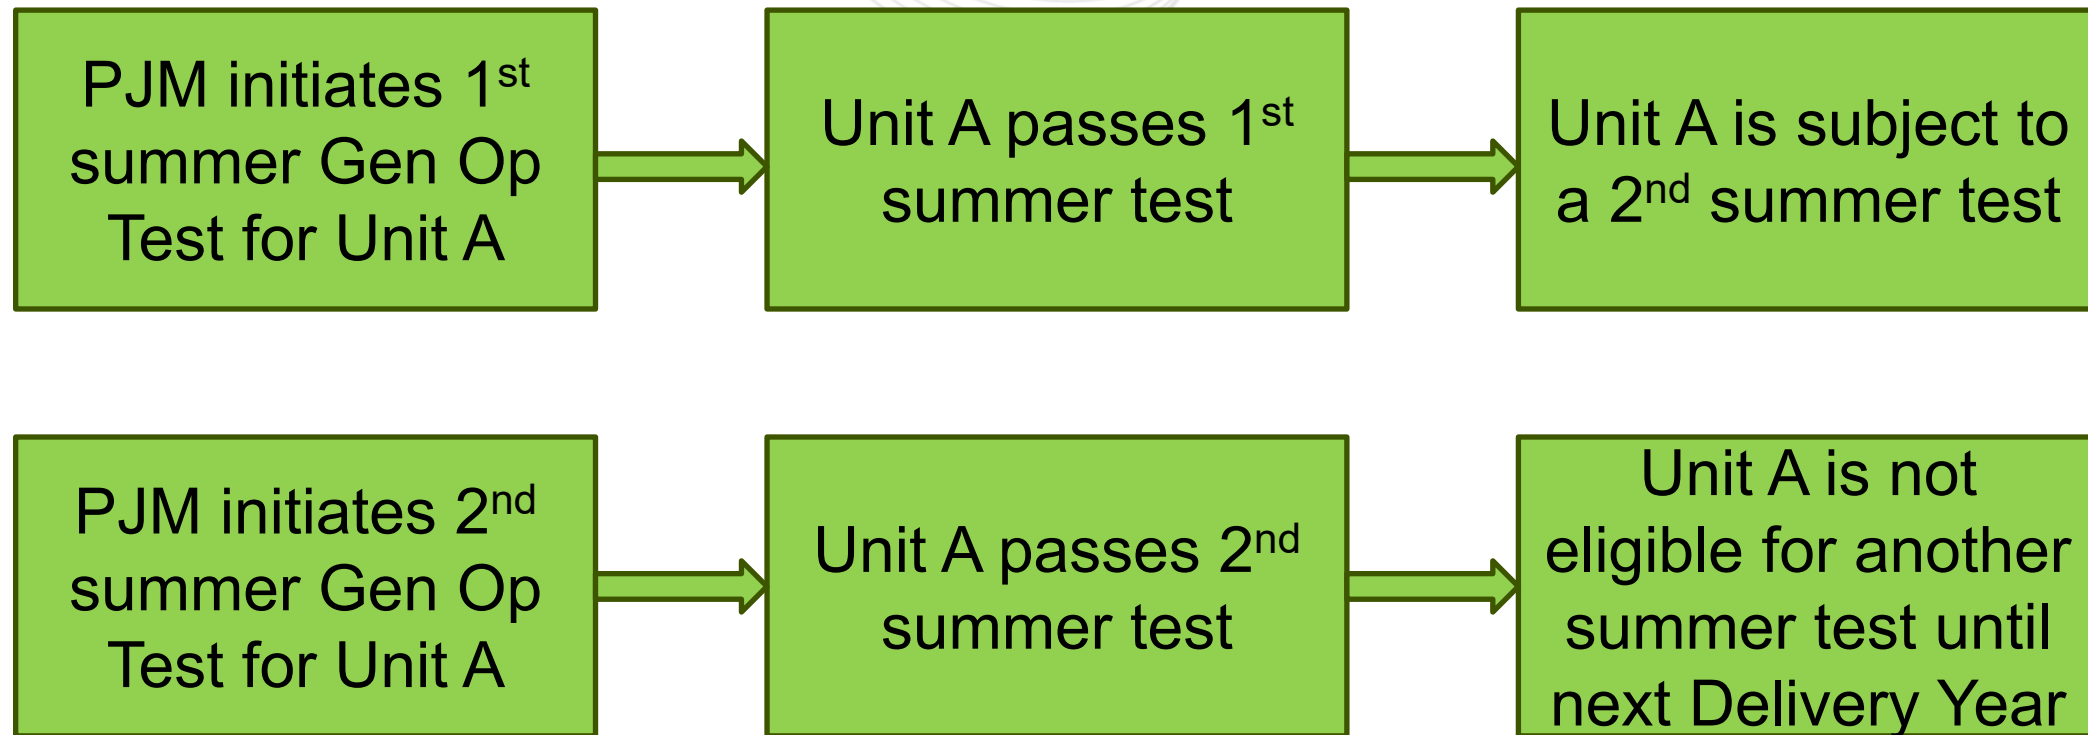 PJM initiates 1st
summer Gen Op
Test for Unit A
Unit A passes 1st
summer test
Unit A is subject to
a 2nd summer test
PJM initiates 2nd
summer Gen Op
Test for Unit A
Unit A passes 2nd
summer test
Unit A is not
eligible for another
summer test until
next Delivery Year